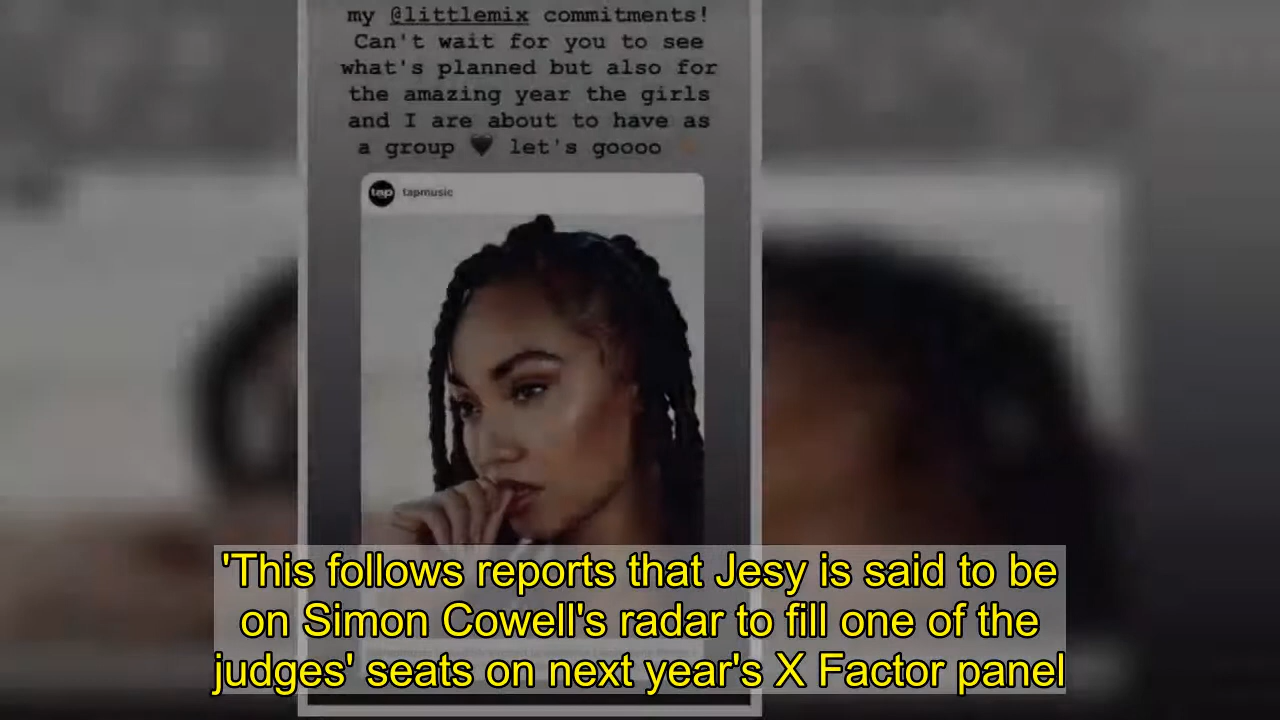 my @littlemix commitments!
Can't wait for you to see
what's planned but also for
the amazing year the girls
and I are about to have as
a group 🖤 let's goooo
tap tapmusic
'This follows reports that Jesy is said to be
on Simon Cowell's radar to fill one of the
judges' seats on next year's X Factor panel